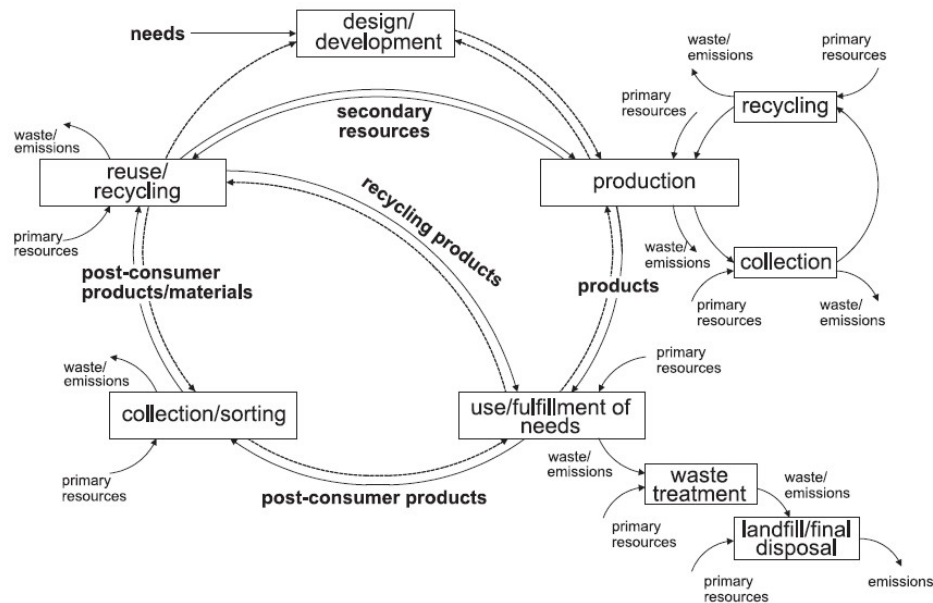 needs
design/
development
waste/
emissions
primary
resources
recycling
primary
resources
secondary
resources
waste/
emissions
reuse/
recycling
production
recycling products
primary
resources
waste/
emissions
collection
post-consumer
products/materials
products
primary
resources
waste/
emissions
waste/
emissions
primary
resources
collection/sorting
use/fulfillment of
needs
primary
resources
post-consumer products
waste/
emissions
waste
treatment
waste/
emissions
primary
resources
landfill/final
disposal
primary
resources
emissions